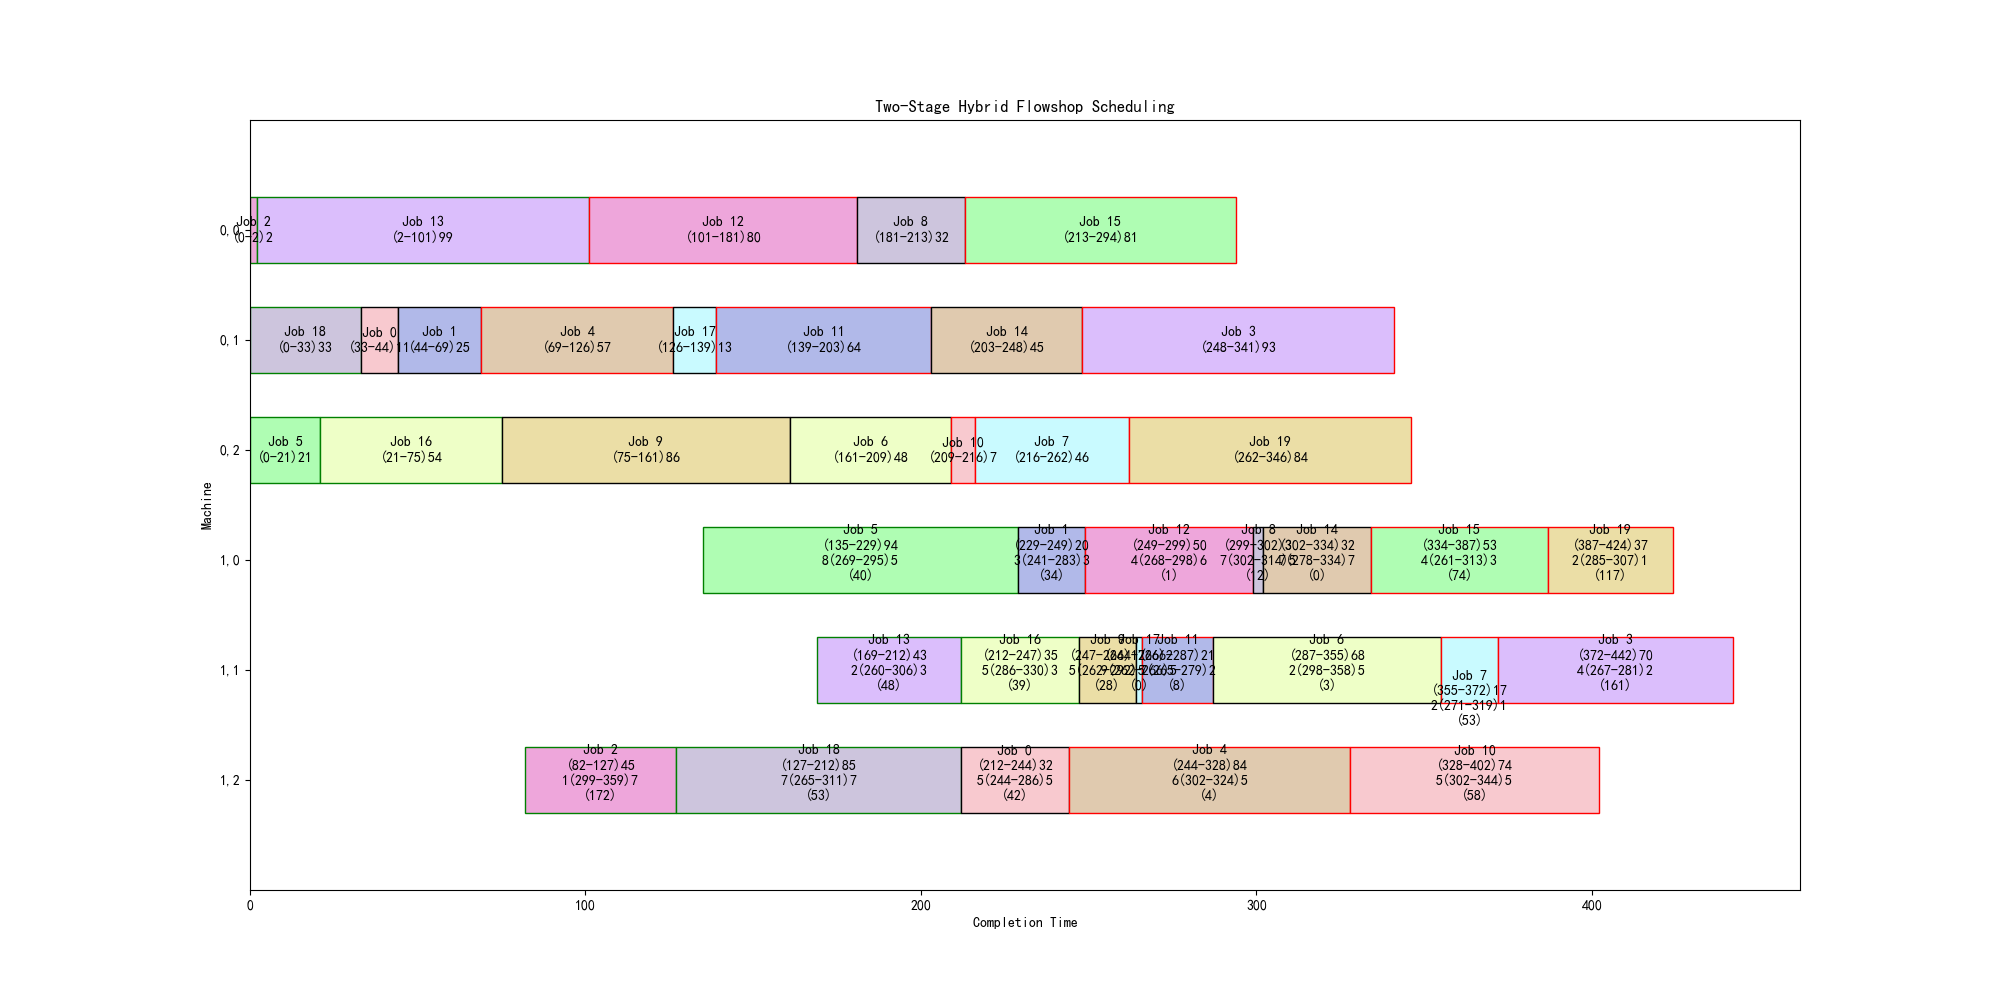 Two-Stage Hybrid Flowshop Scheduling
Machine
0,0
Job 2
(0-2)2
Job 13
(2-101)99
Job 12
(101-181)80
Job 8
(181-213)32
Job 15
(213-294)81
0,1
Job 18
(0-33)33
Job 0
(33-44)11
Job 1
(44-69)25
Job 4
(69-126)57
Job 17
(126-139)13
Job 11
(139-203)64
Job 14
(203-248)45
Job 3
(248-341)93
0,2
Job 5
(0-21)21
Job 16
(21-75)54
Job 9
(75-161)86
Job 6
(161-209)48
Job 10
(209-216)7
Job 7
(216-262)46
Job 19
(262-346)84
1,0
Job 5
(135-229)94
8(269-295)5
(40)
Job 1
(229-249)20
3(241-283)3
(34)
Job 12
(249-299)50
4(268-298)6
(1)
Job 8
(299-302)3
7(302-314)5
(12)
Job 14
(302-334)32
(278-334)7
(0)
Job 15
(334-387)53
4(261-313)3
(74)
Job 19
(387-424)37
2(285-307)1
(117)
1,1
Job 13
(169-212)43
2(260-306)3
(48)
Job 16
(212-247)35
5(286-330)3
(39)
Job 9
(28)
Job 17
(0)
Job 11
(266-287)21
(8)
Job 6
(287-355)68
2(298-358)5
(3)
Job 7
(355-372)17
2(271-319)1
(53)
Job 3
(372-442)70
4(267-281)2
(161)
1,2
Job 2
(82-127)45
1(299-359)7
(172)
Job 18
(127-212)85
7(265-311)7
(53)
Job 0
(212-244)32
5(244-286)5
(42)
Job 4
(244-328)84
6(302-324)5
(4)
Job 10
(328-402)74
5(302-344)5
(58)
0
100
200
300
400
Completion Time